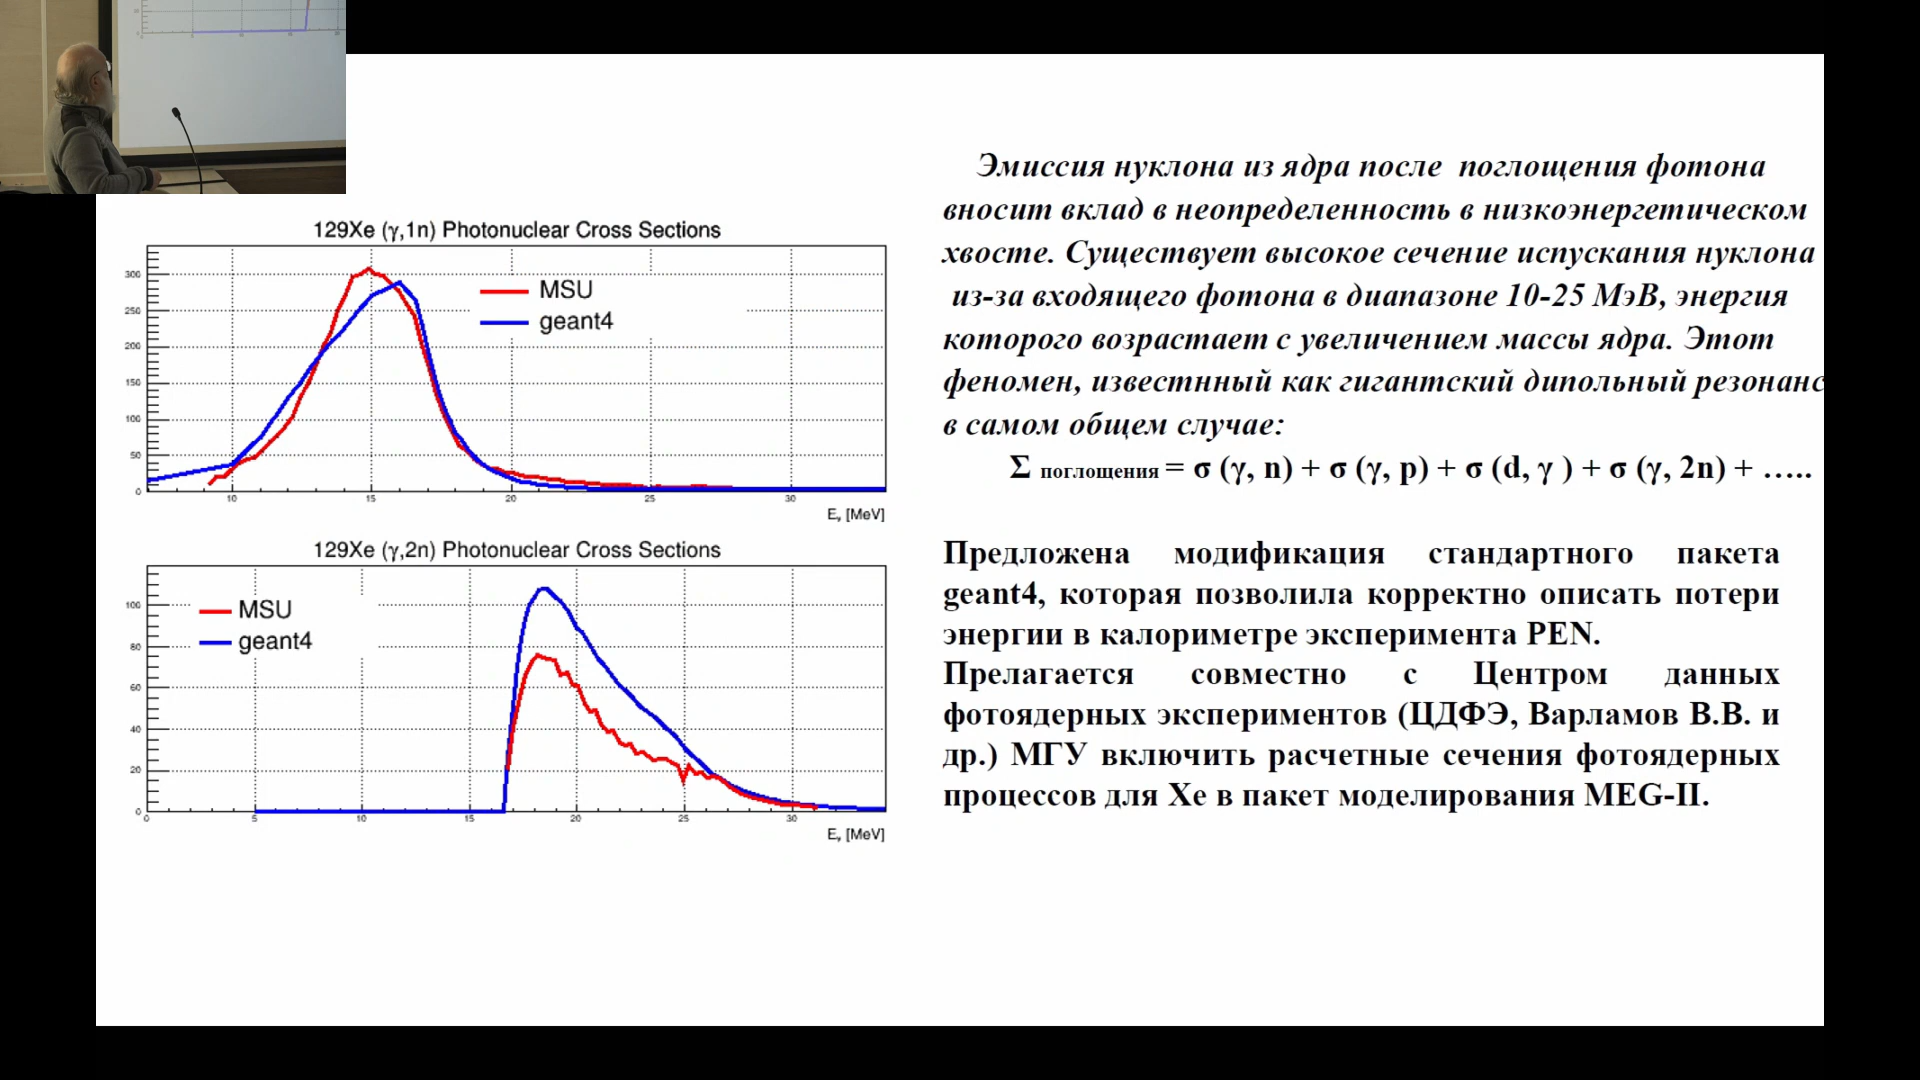 129Xe (γ,1n) Photonuclear Cross Sections
MSU
geant4
300
250
200
150
100
50
0
10 15 20 25 30
Eγ [MeV]
129Xe (γ,2n) Photonuclear Cross Sections
MSU
geant4
100
80
60
40
20
0
0 5 10 15 20 25 30
Eγ [MeV]
Эмиссия нуклона из ядра после поглощения фотона
вносит вклад в неопределенность в низкоэнергетическом
хвосте. Существует высокое сечение испускания нуклона
из-за входящего фотона в диапазоне 10-25 МэВ, энергия
которого возрастает с увеличением массы ядра. Этот
феномен, известнный как гигантский дипольный резонанс
в самом общем случае:
Σ поглощения = σ (γ, n) + σ (γ, p) + σ (d, γ ) + σ (γ, 2n) + …..
Предложена модификация стандартного пакета
geant4, которая позволила корректно описать потери
энергии в калориметре эксперимента PEN.
Прелагается совместно с Центром данных
фотоядерных экспериментов (ЦДФЭ, Варламов В.В. и
др.) МГУ включить расчетные сечения фотоядерных
процессов для Xe в пакет моделирования MEG-II.